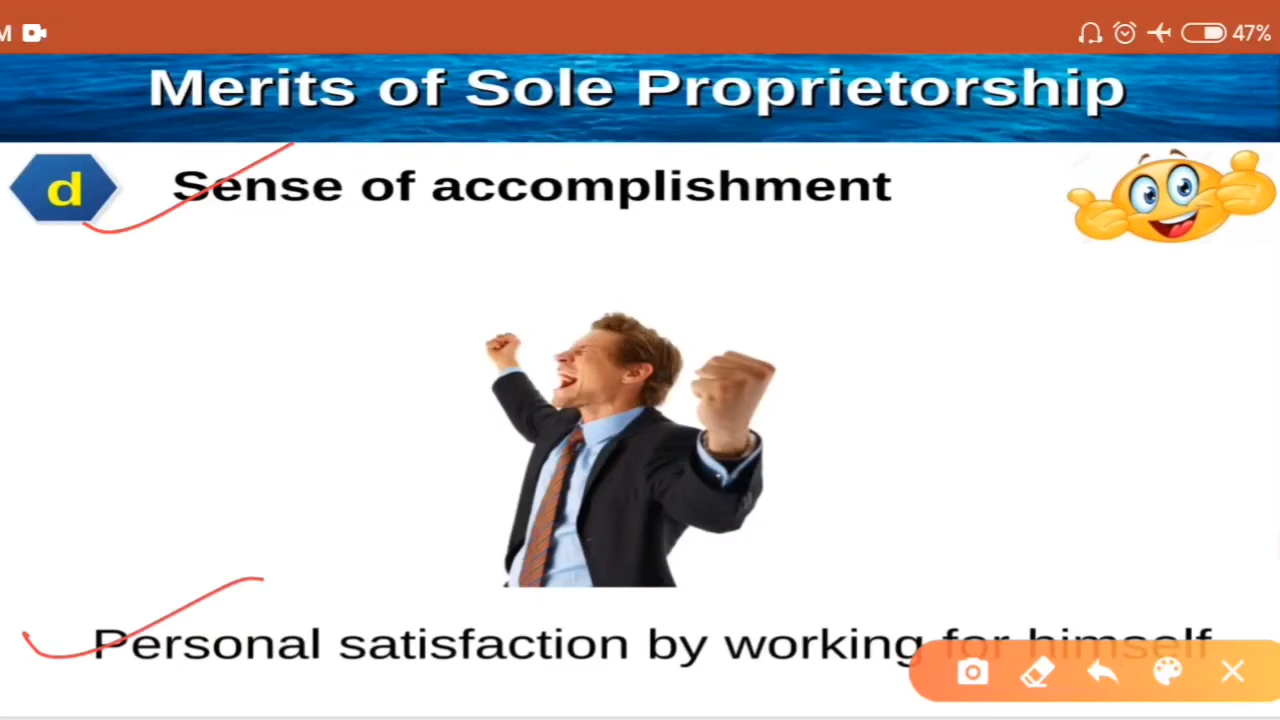 M
47%
Merits of Sole Proprietorship
d
Sense of accomplishment
Personal satisfaction by working for himself